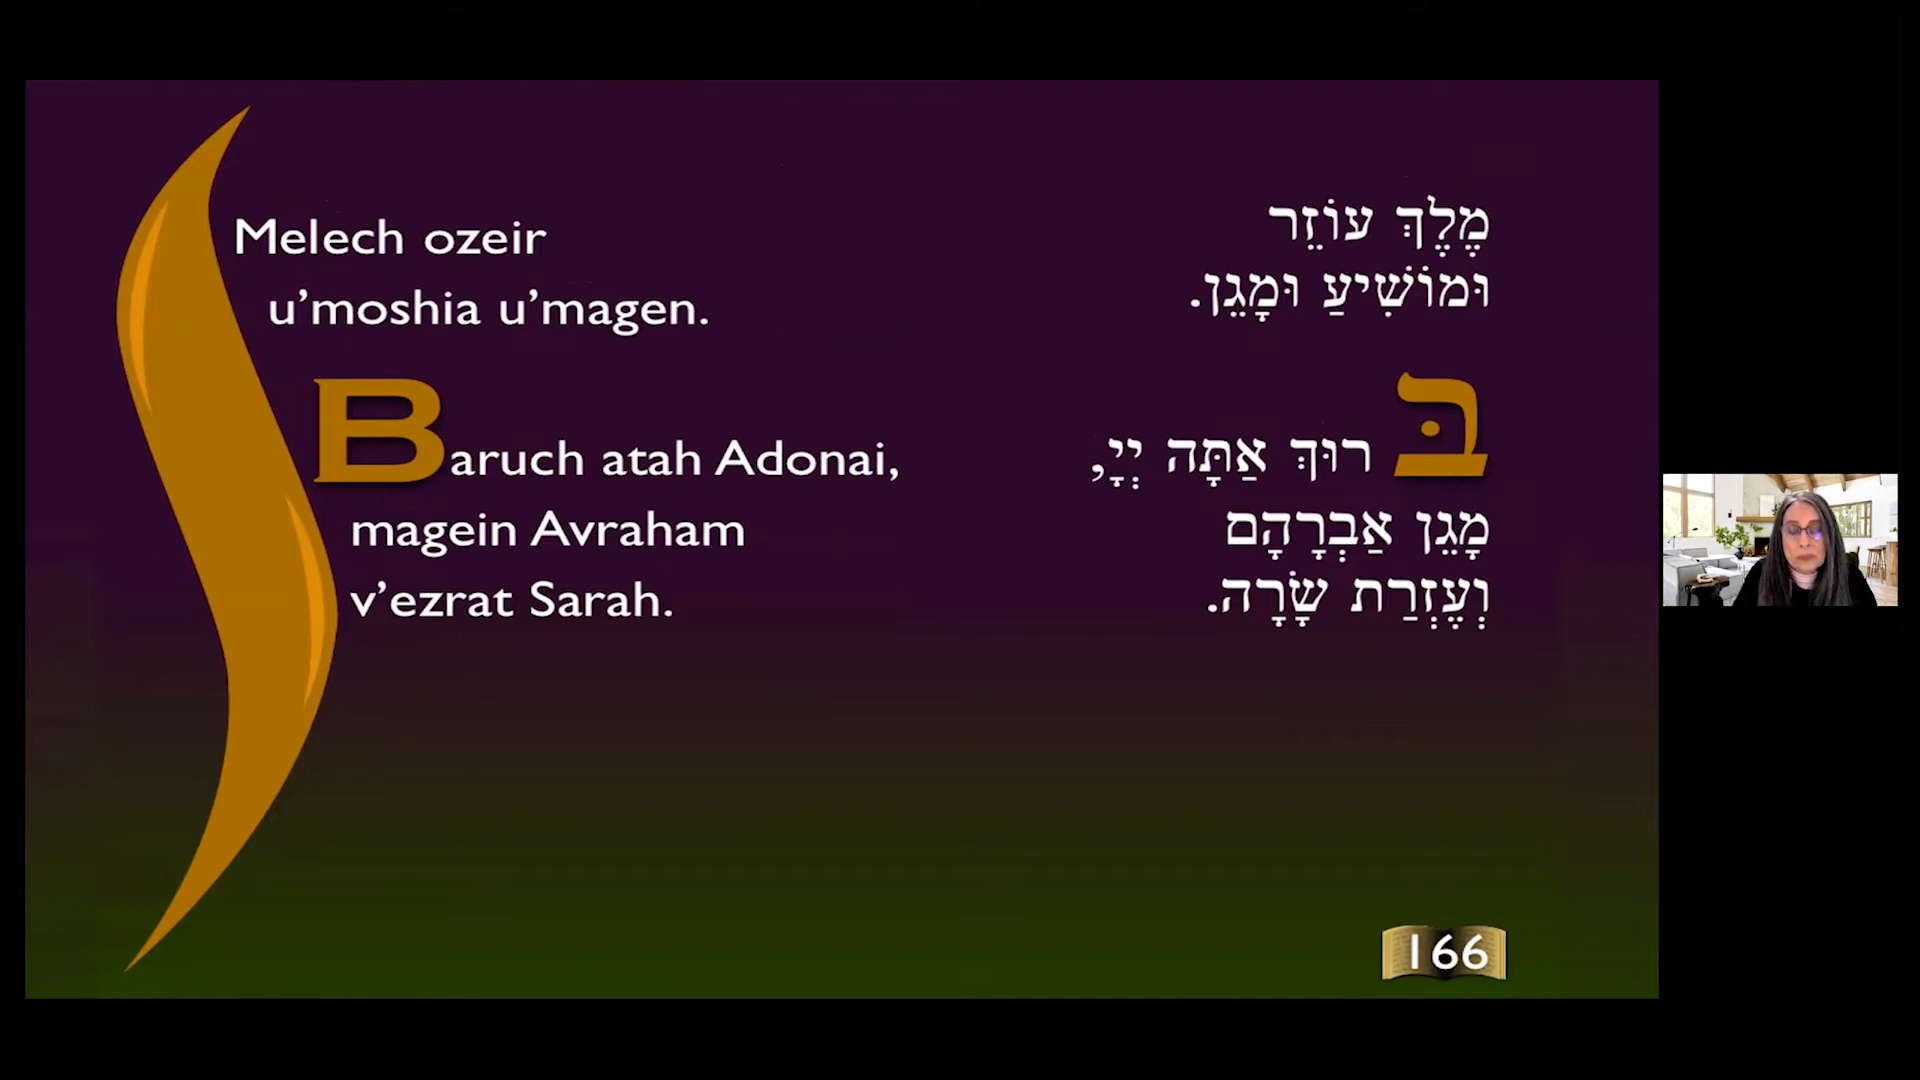 Melech ozeir
u’moshia u’magen.
Baruch atah Adonai,
magein Avraham
v’ezrat Sarah.
מֶלֶךְ עוֹזֵר
וּמוֹשִׁיעַ וּמָגֵן.
בָּרוּךְ אַתָּה יְיָ,
מָגֵן אַבְרָהָם
וְעֶזְרַת שָׂרָה.
166